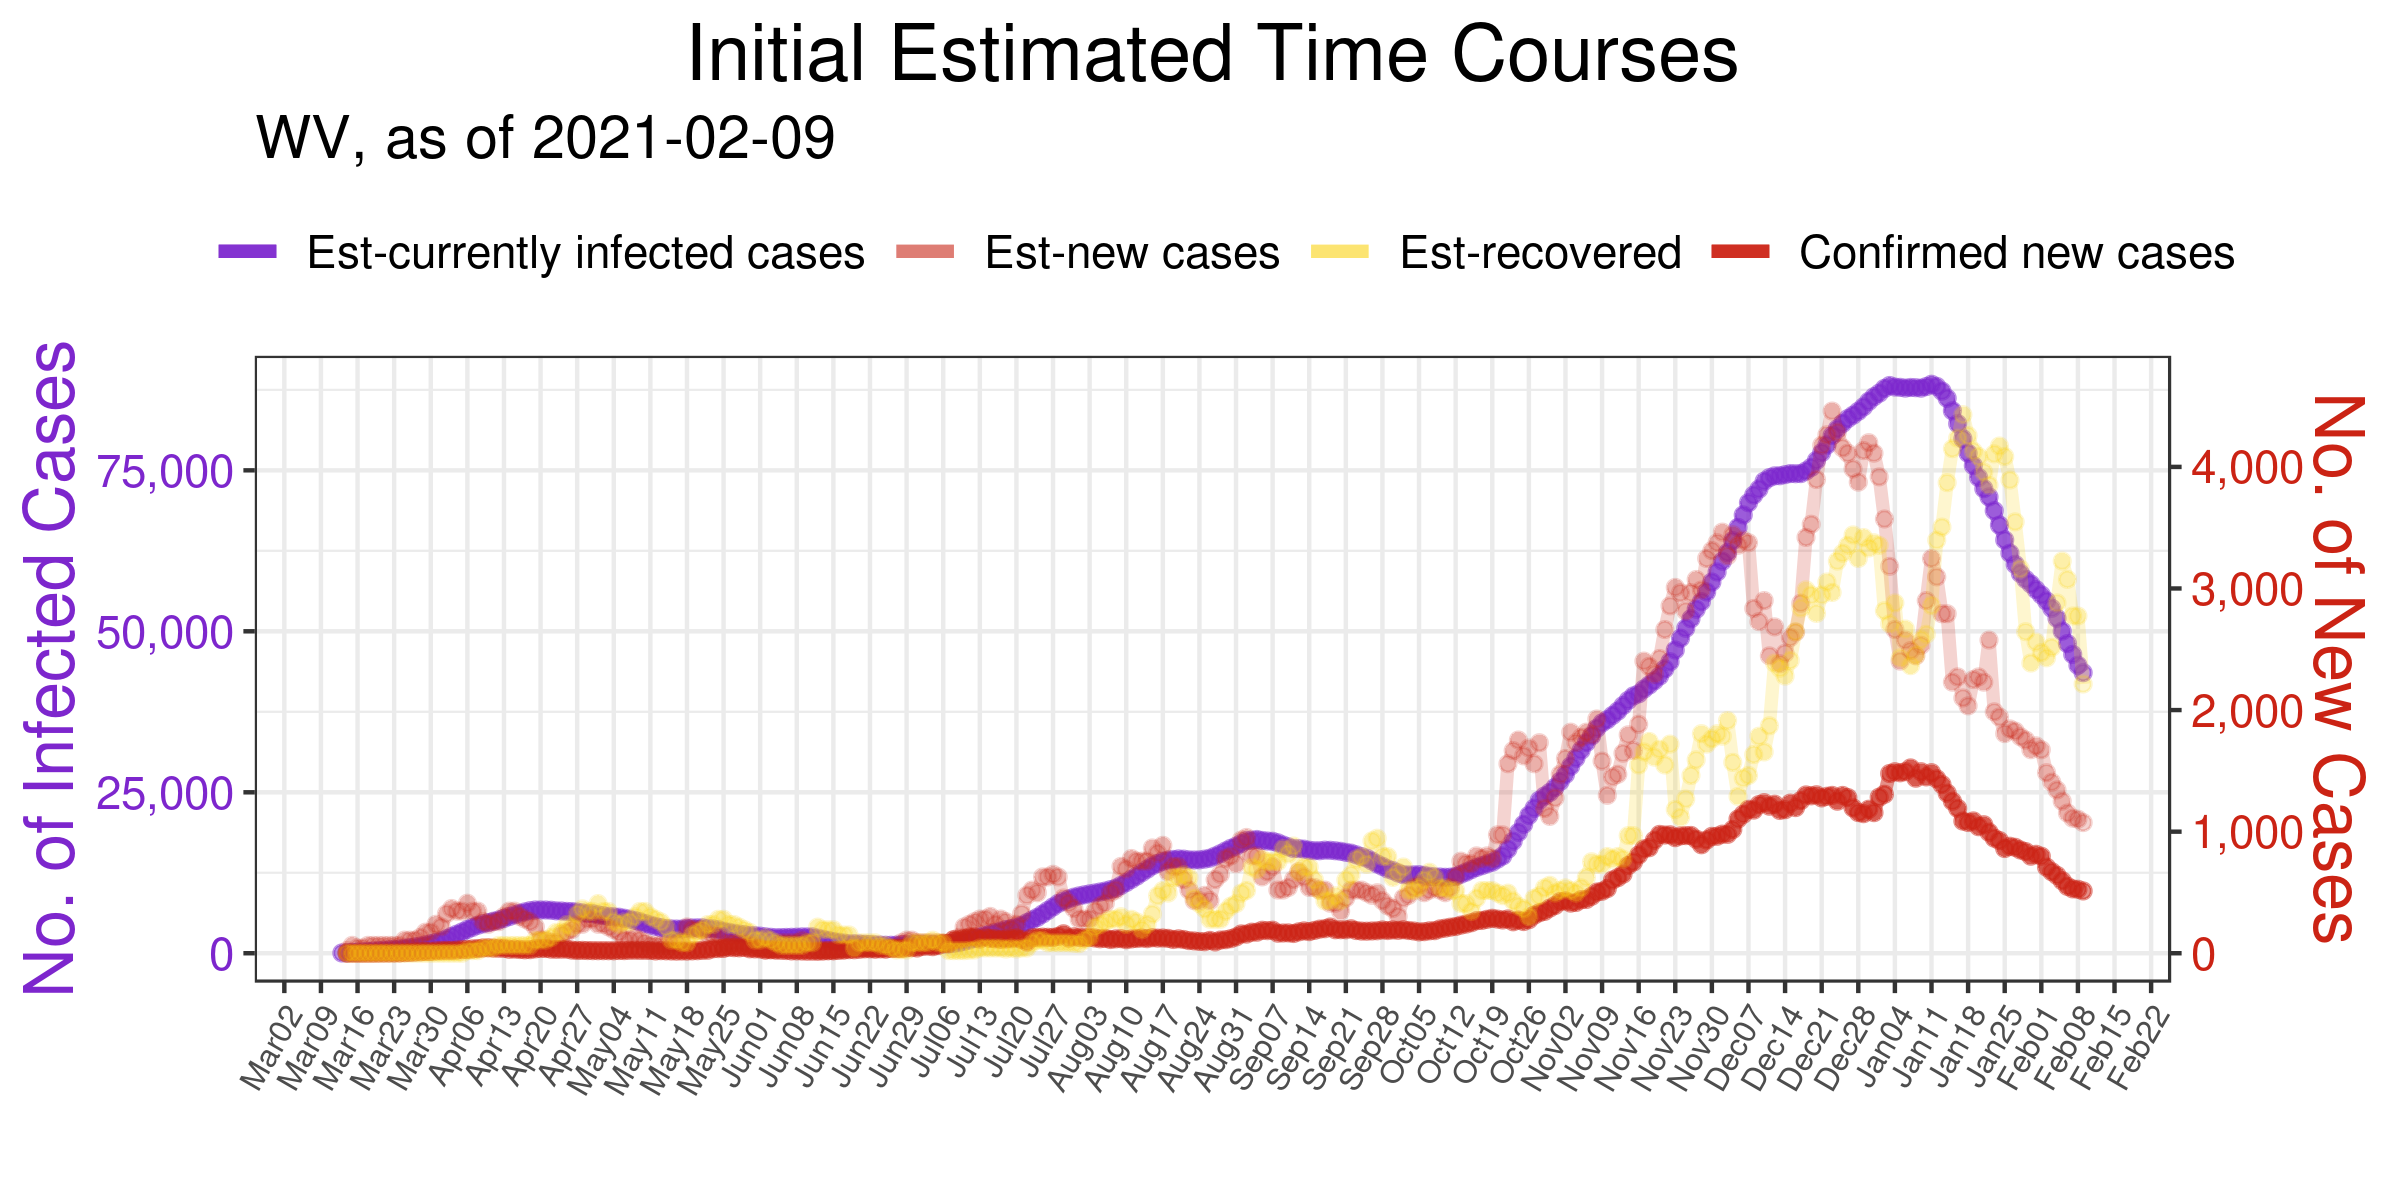 Initial Estimated Time Courses
WV, as of 2021-02-09
Est-currently infected cases Est-new cases Est-recovered Confirmed new cases
No. of Infected Cases
75,000
50,000
25,000
0
4,000
3,000
2,000
1,000
0
No. of New Cases
Mar02 Mar09 Mar16 Mar23 Mar30 Apr06 Apr13 Apr20 Apr27 May04 May11 May18 May25 Jun01 Jun08 Jun15 Jun22 Jun29 Jul06 Jul13 Jul20 Jul27 Aug03 Aug10 Aug17 Aug24 Aug31 Sep07 Sep14 Sep21 Sep28 Oct05 Oct12 Oct19 Oct26 Nov02 Nov09 Nov16 Nov23 Nov30 Dec07 Dec14 Dec21 Dec28 Jan04 Jan11 Jan18 Jan25 Feb01 Feb08 Feb15 Feb22